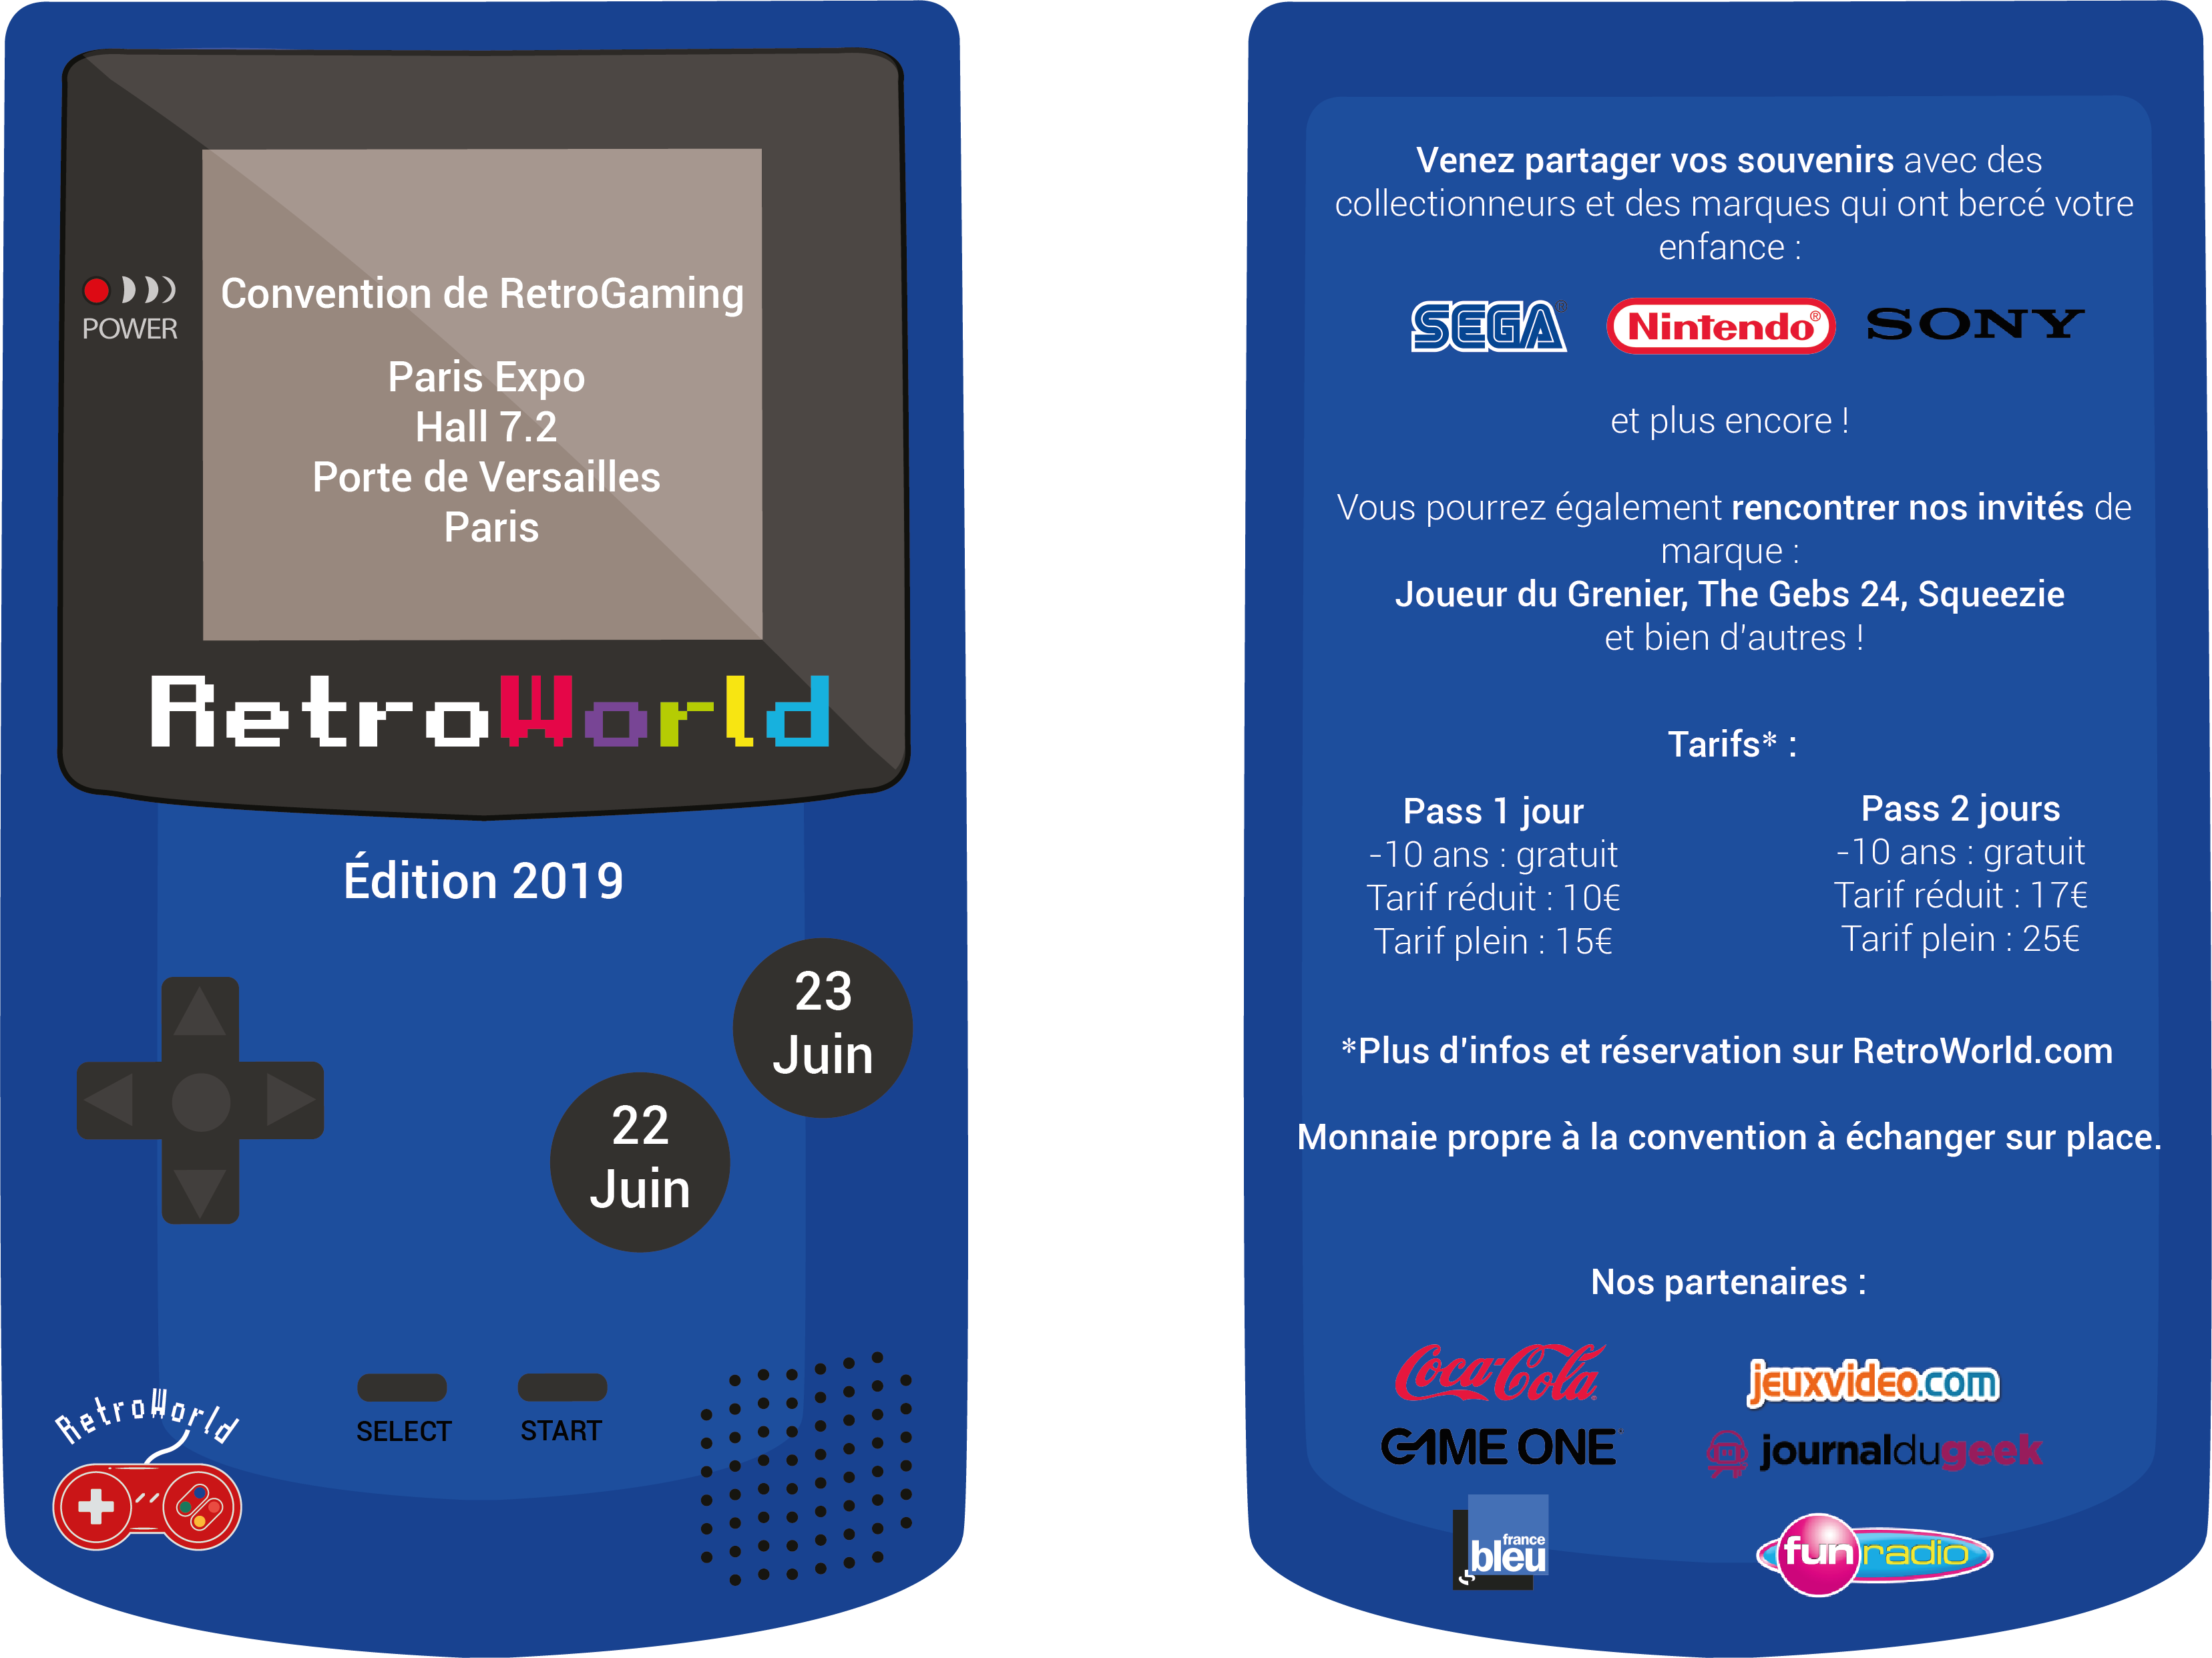 POWER
Convention de RetroGaming
Paris Expo
Hall 7.2
Porte de Versailles
Paris
RetroWorld
Édition 2019
23
Juin
22
Juin
SELECT
START
RetroWorld
Venez partager vos souvenirs avec des
collectionneurs et des marques qui ont bercé votre
enfance :
SEGA®
Nintendo®
SONY
et plus encore !
Vous pourrez également rencontrer nos invités de
marque :
Joueur du Grenier, The Gebs 24, Squeezie
et bien d'autres !
Tarifs* :
Pass 1 jour
-10 ans : gratuit
Tarif réduit : 10€
Tarif plein : 15€
Pass 2 jours
-10 ans : gratuit
Tarif réduit : 17€
Tarif plein : 25€
*Plus d'infos et réservation sur RetroWorld.com
Monnaie propre à la convention à échanger sur place.
Nos partenaires :
Coca-Cola
jeuxvideo.com
GAME ONE
journaldugeek
france
bleu
fun radio